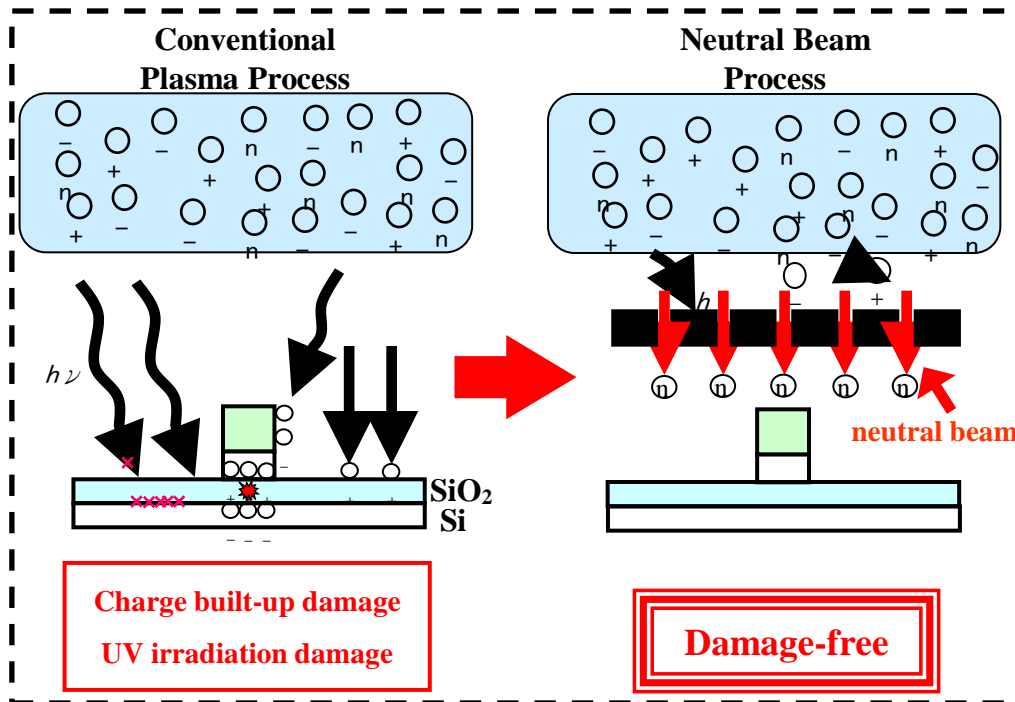 Conventional
Plasma Process
− + − + n − n + −
n + − − + n n − − + + n
hν
−
+ +
+ +
SiO₂
Si
− − −
Charge built-up damage
UV irradiation damage
Neutral Beam
Process
− + + + n − n + −
n + − − + n n − − + + n
h
− +
n n n n n
neutral beam
Damage-free